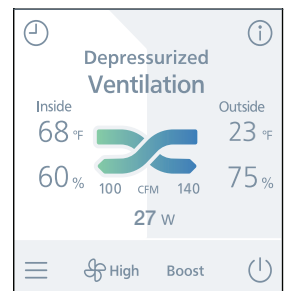 Depressurized
Ventilation
Inside Outside
68 °F 23 °F
60 % 100 CFM 140 75 %
27 W
High Boost